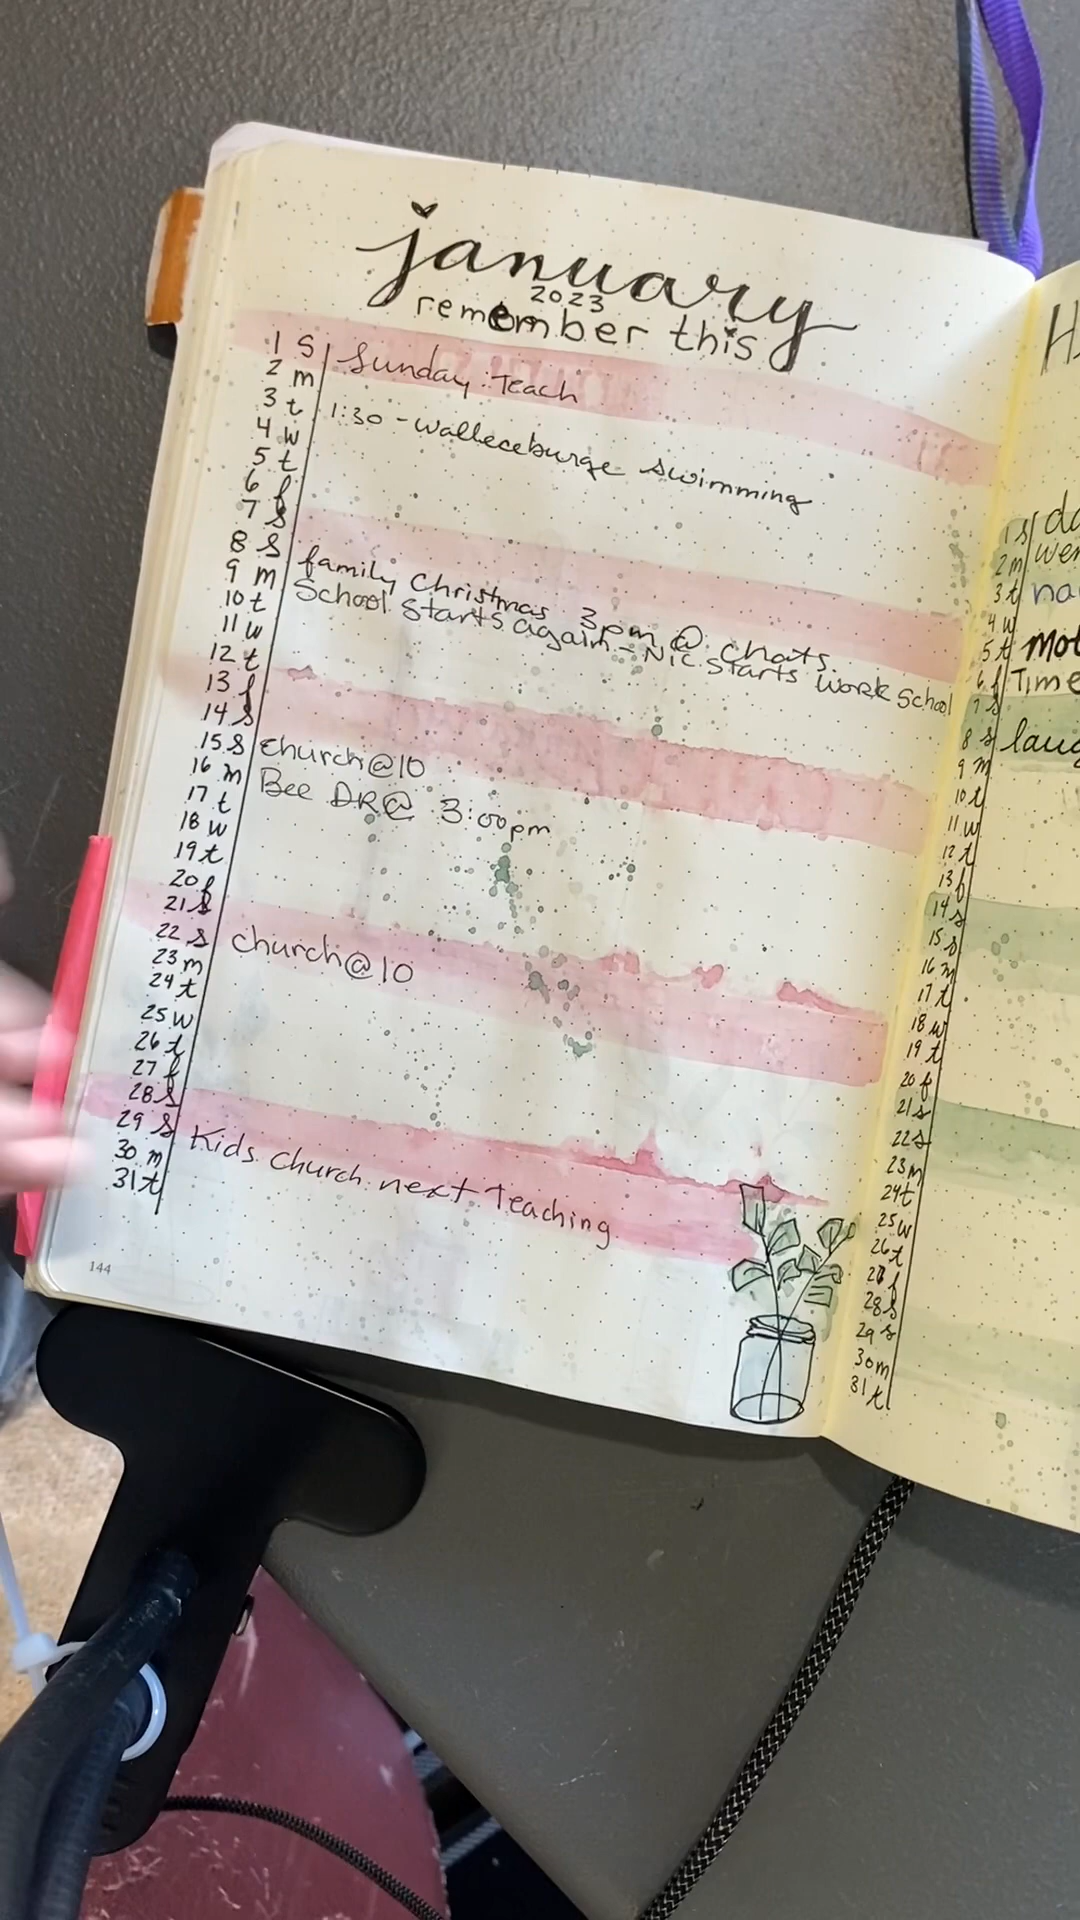 january
2023
remember this
1 S Sunday: Teach
2 m
3 t 1:30 - Walleceburge swimming
4 w
5 t
6 f
7 s
8 s family Christmas 3pm @ chats.
9 m School starts again - Nic starts work school
10 t
11 w
12 t
13 f
14 s
15 s church@10
16 m Bee DR@ 3:00pm
17 t
18 w
19 t
20 f
21 s
22 s church@10
23 m
24 t
25 w
26 t
27 f
28 s
29 s Kids church next Teaching
30 m
31 t
144
H
1 s
2 m
3 t
4 w
5 t
6 f Time
7 s
8 s
9 m
10 t
11 w
12 t
13 f
14 s
15 s
16 m
17 t
18 w
19 t
20 f
21 s
22 s
23 m
24 t
25 w
26 t
27 f
28 s
29 s
30 m
31 t